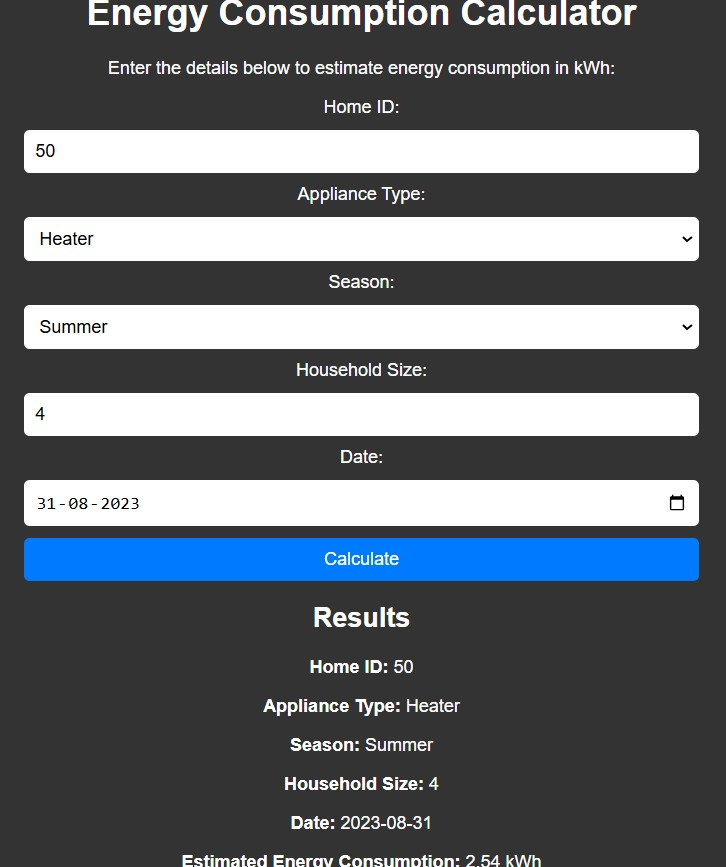 Energy Consumption Calculator
Enter the details below to estimate energy consumption in kWh:
Home ID:
50
Appliance Type:
Heater
Season:
Summer
Household Size:
4
Date:
31-08-2023
Calculate
Results
Home ID: 50
Appliance Type: Heater
Season: Summer
Household Size: 4
Date: 2023-08-31
Estimated Energy Consumption: 2.54 kWh